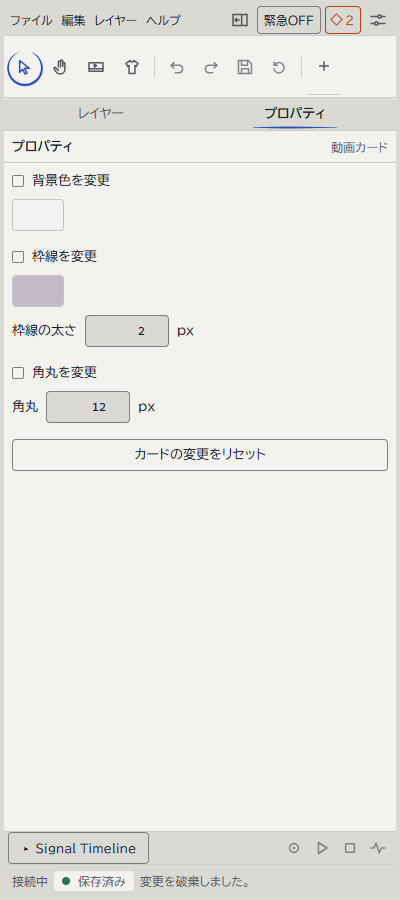 ファイル 編集 レイヤー ヘルプ 緊急OFF 2
レイヤー プロパティ
プロパティ 動画カード
背景色を変更
枠線を変更
枠線の太さ 2 px
角丸を変更
角丸 12 px
カードの変更をリセット
Signal Timeline
接続中 保存済み 変更を破棄しました。